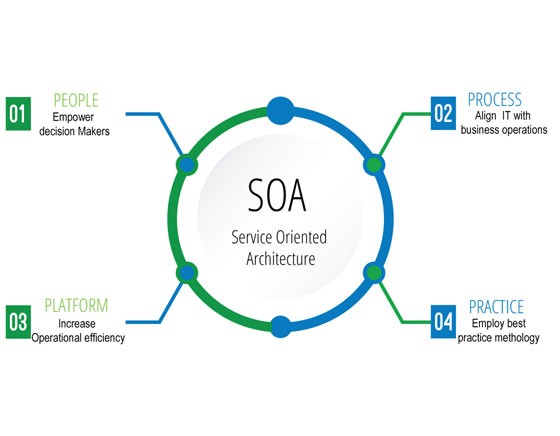 01
PEOPLE
Empower
decision Makers
02
PROCESS
Align IT with
business operations
SOA
Service Oriented
Architecture
03
PLATFORM
Increase
Operational efficiency
04
PRACTICE
Employ best
practice methology